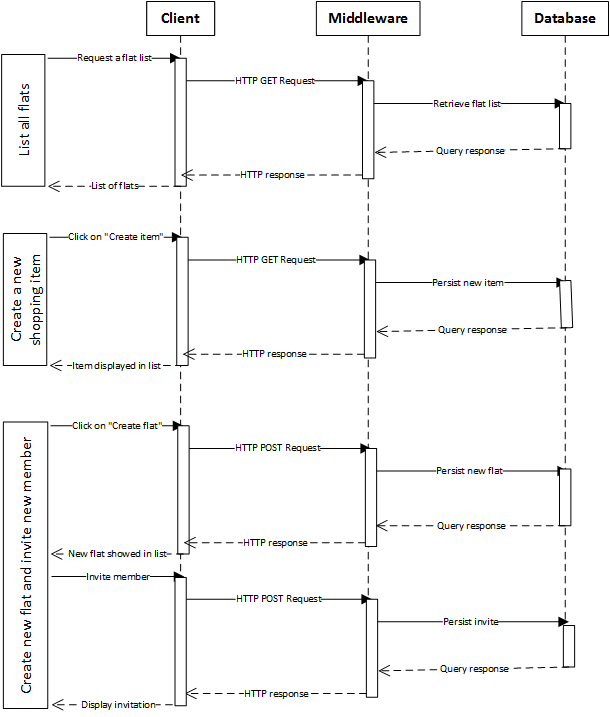 Client
Middleware
Database
List all flats
Request a flat list
HTTP GET Request
Retrieve flat list
Query response
HTTP response
List of flats
Create a new
shopping item
Click on "Create item"
HTTP GET Request
Persist new item
Query response
HTTP response
Item displayed in list
Create new flat and invite new member
Click on "Create flat"
HTTP POST Request
Persist new flat
Query response
HTTP response
New flat showed in list
Invite member
HTTP POST Request
Persist invite
Query response
HTTP response
Display invitation